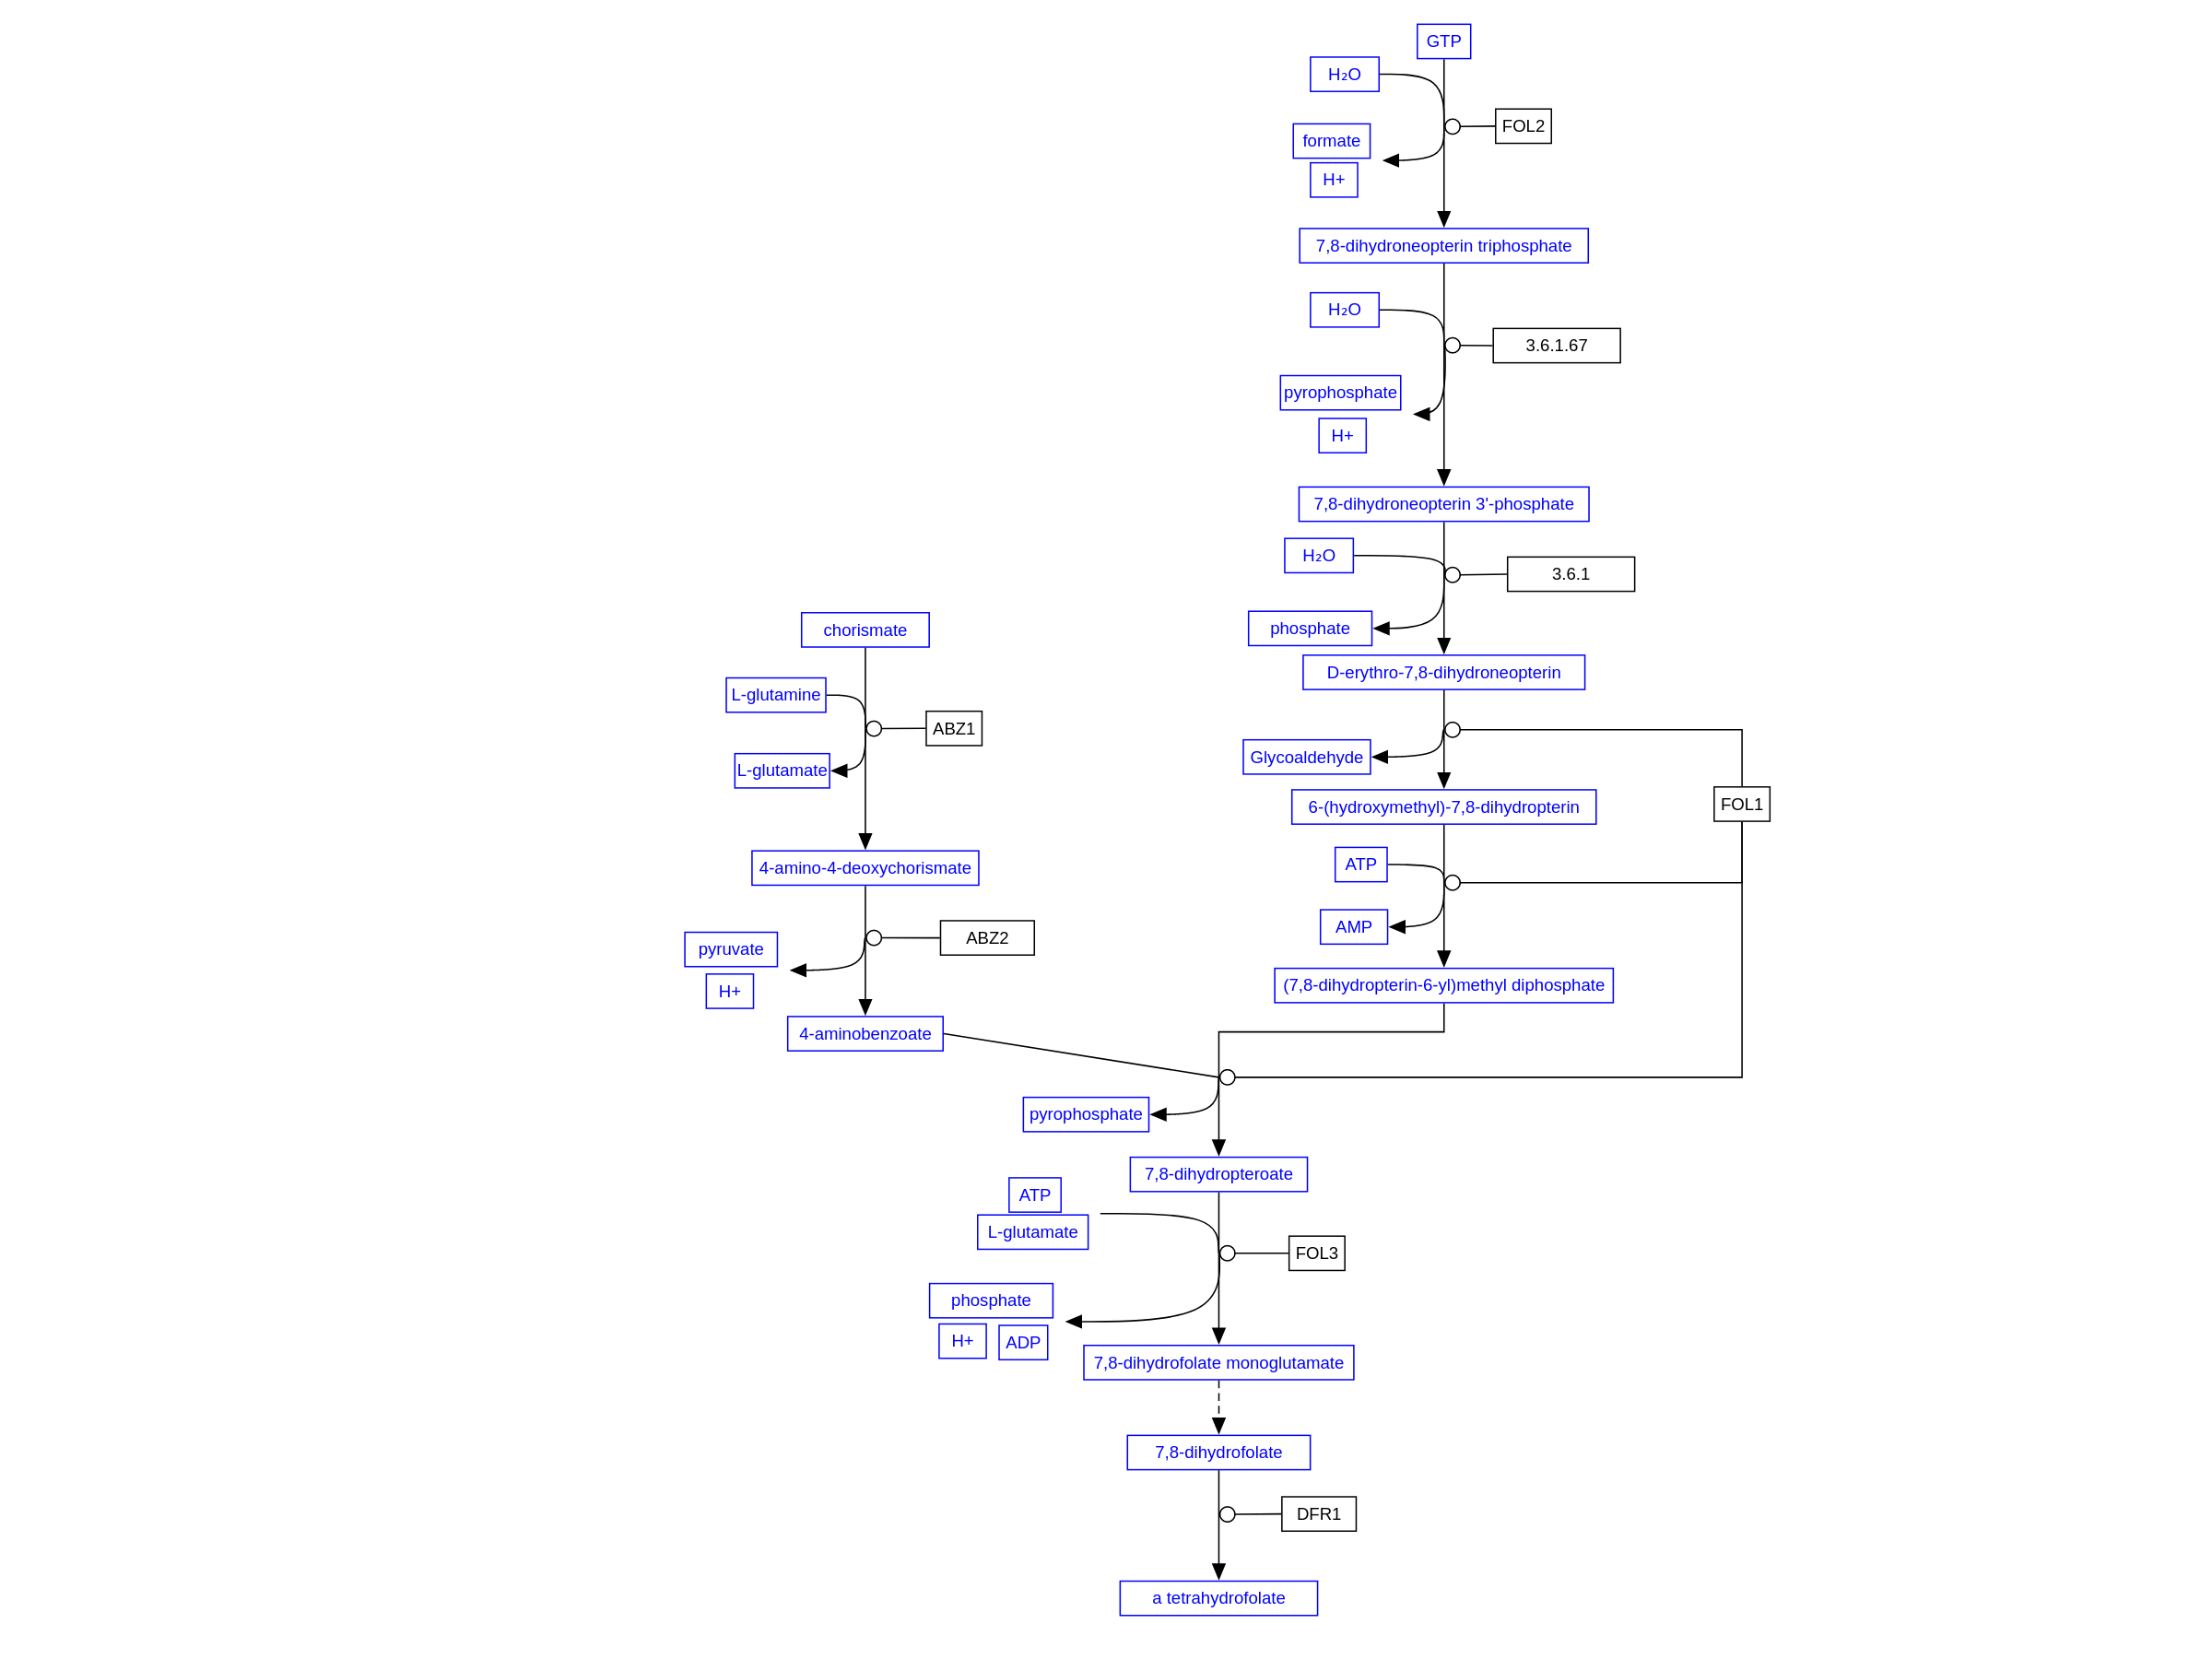 GTP
H₂O
FOL2
formate
H+
7,8-dihydroneopterin triphosphate
H₂O
3.6.1.67
pyrophosphate
H+
7,8-dihydroneopterin 3'-phosphate
H₂O
3.6.1
phosphate
D-erythro-7,8-dihydroneopterin
chorismate
L-glutamine
ABZ1
L-glutamate
Glycoaldehyde
FOL1
6-(hydroxymethyl)-7,8-dihydropterin
4-amino-4-deoxychorismate
ATP
AMP
ABZ2
pyruvate
H+
(7,8-dihydropterin-6-yl)methyl diphosphate
4-aminobenzoate
pyrophosphate
7,8-dihydropteroate
ATP
L-glutamate
FOL3
phosphate
H+
ADP
7,8-dihydrofolate monoglutamate
7,8-dihydrofolate
DFR1
a tetrahydrofolate